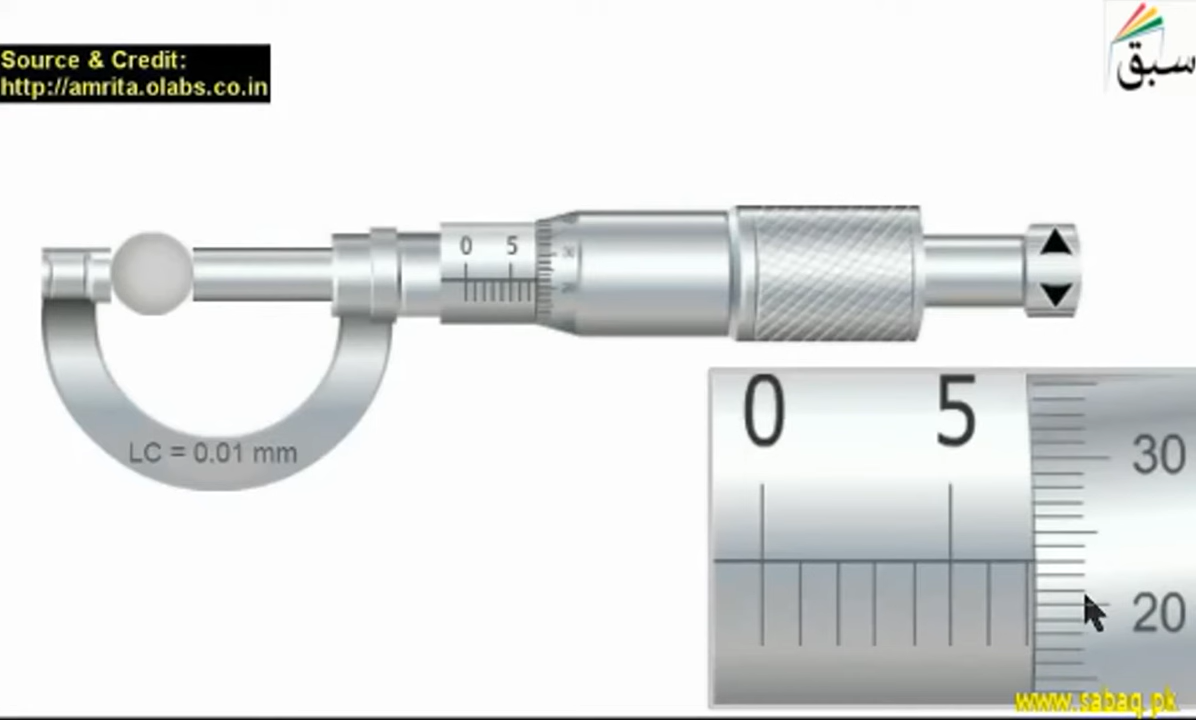 Source & Credit:
http://amrita.olabs.co.in
سبق
0 5
LC = 0.01 mm
0 5
30
20
www.sabaq.pk